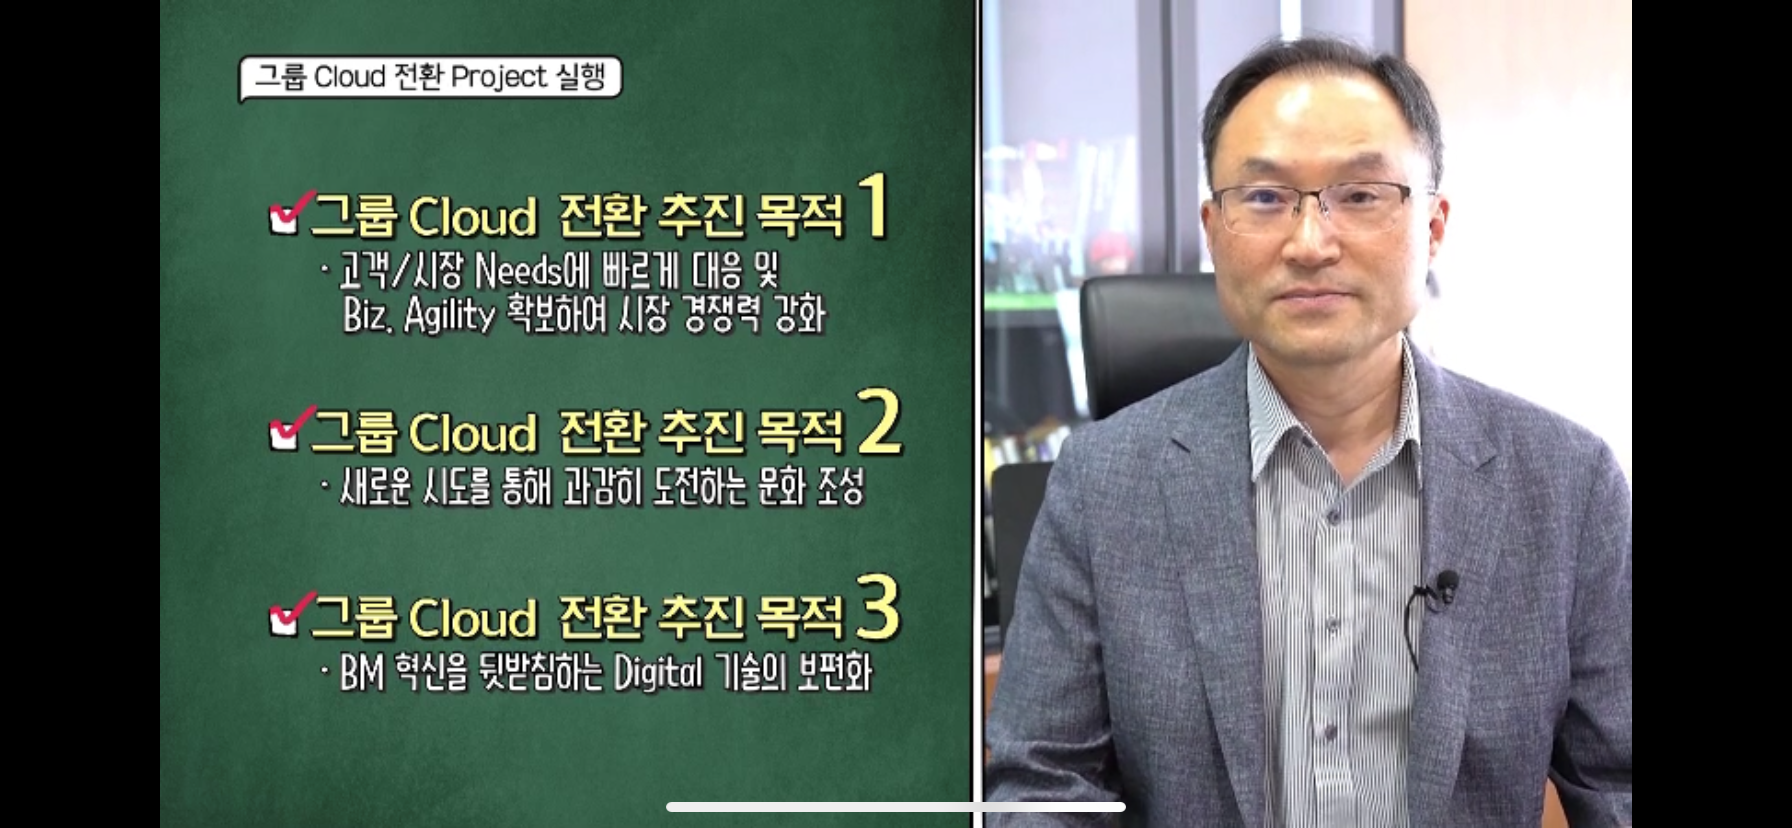 그룹 Cloud 전환 Project 실행
그룹 Cloud 전환 추진 목적 1
· 고객/시장 Needs에 빠르게 대응 및
Biz. Agility 확보하여 시장 경쟁력 강화
그룹 Cloud 전환 추진 목적 2
· 새로운 시도를 통해 과감히 도전하는 문화 조성
그룹 Cloud 전환 추진 목적 3
· BM 혁신을 뒷받침하는 Digital 기술의 보편화